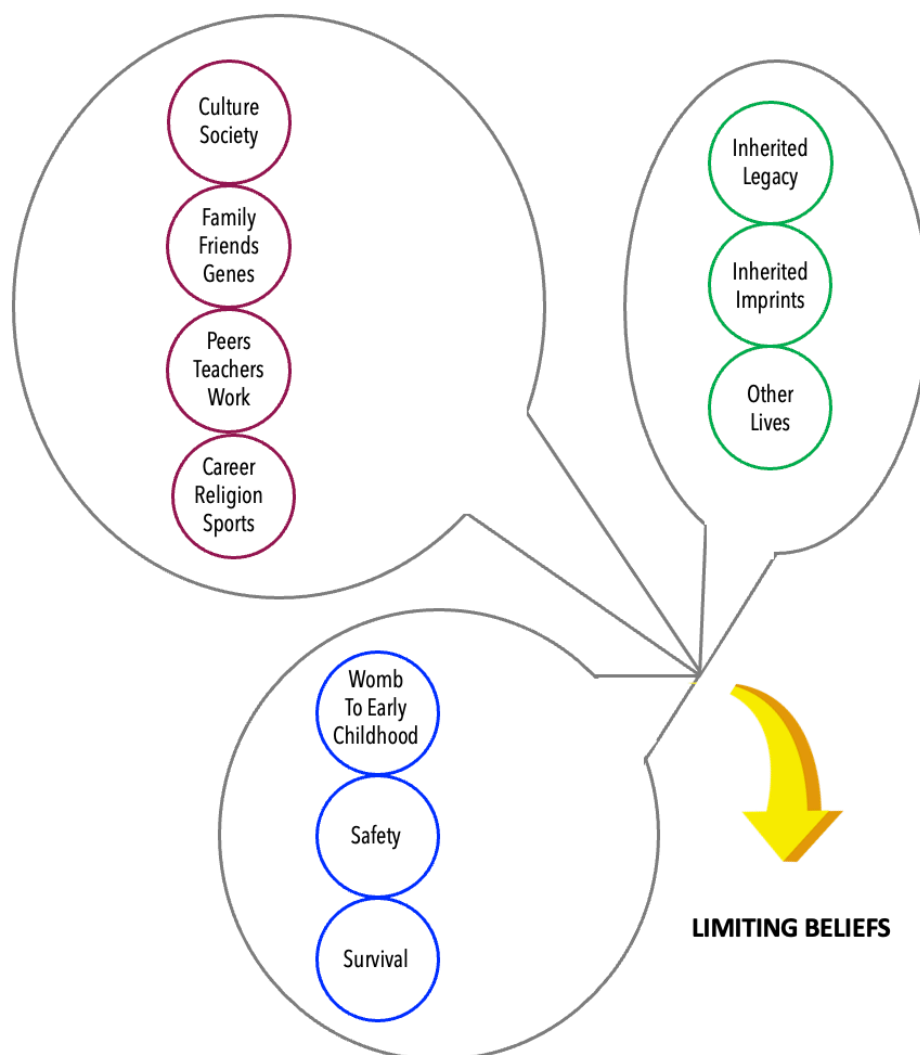 Culture
Society
Family
Friends
Genes
Peers
Teachers
Work
Career
Religion
Sports
Inherited
Legacy
Inherited
Imprints
Other
Lives
Womb
To Early
Childhood
Safety
Survival
LIMITING BELIEFS